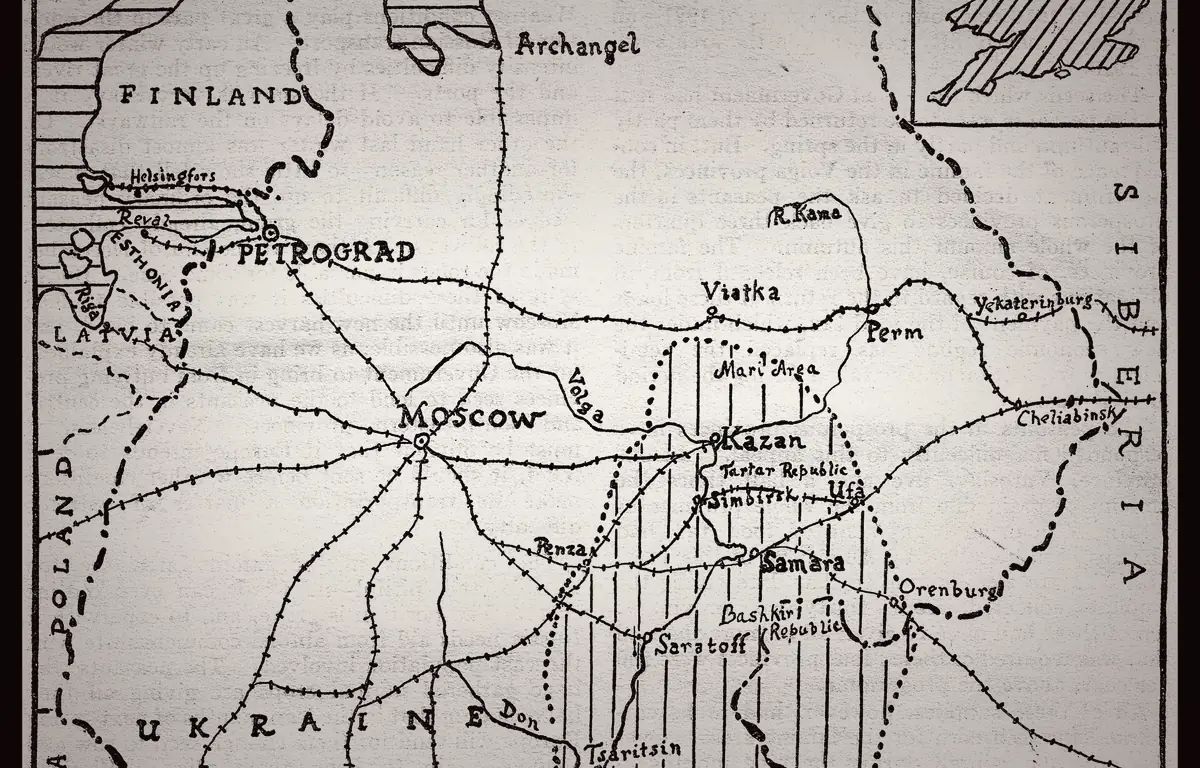 Archangel
FINLAND
Helsingfors
Reval
R. Kama
PETROGRAD
ESTHONIA
Riga
LATVIA
Viatka
Perm
Yekaterinburg
SIBERIA
Mari Area
Volga
MOSCOW
Cheliabinsk
Kazan
Tartar Republic
Simbirsk
Ufa
POLAND
Penza
Samara
Orenburg
Bashkir
Republic
Saratoff
UKRAINE
Don
Tsaritsin
A